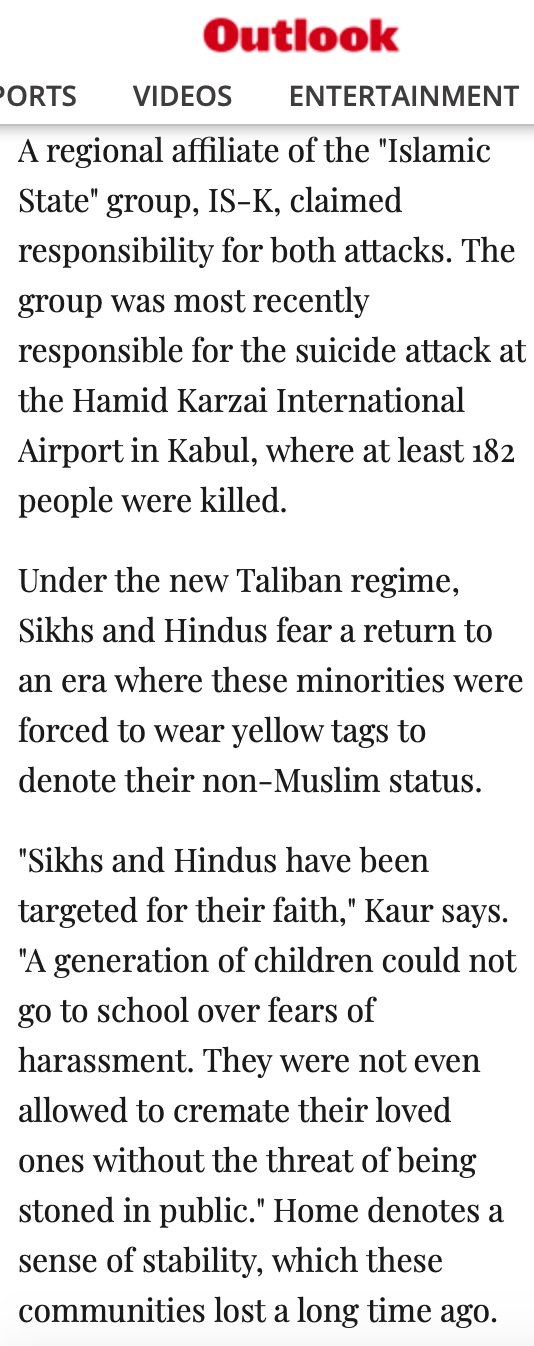 Outlook
PORTS VIDEOS ENTERTAINMENT
A regional affiliate of the "Islamic
State" group, IS-K, claimed
responsibility for both attacks. The
group was most recently
responsible for the suicide attack at
the Hamid Karzai International
Airport in Kabul, where at least 182
people were killed.
Under the new Taliban regime,
Sikhs and Hindus fear a return to
an era where these minorities were
forced to wear yellow tags to
denote their non-Muslim status.
"Sikhs and Hindus have been
targeted for their faith," Kaur says.
"A generation of children could not
go to school over fears of
harassment. They were not even
allowed to cremate their loved
ones without the threat of being
stoned in public." Home denotes a
sense of stability, which these
communities lost a long time ago.